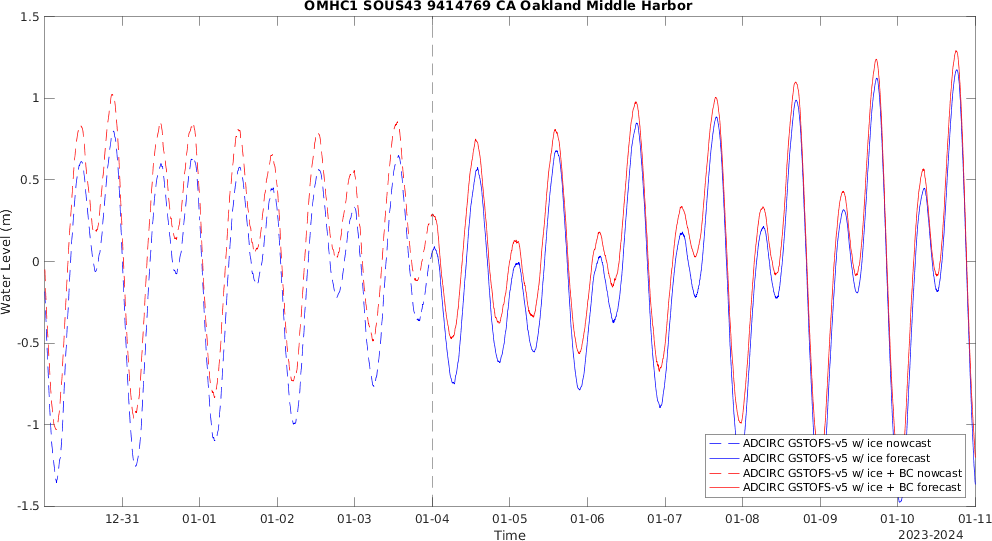 OMHC1 SOUS43 9414769 CA Oakland Middle Harbor
1.5
1
0.5
0
-0.5
-1
-1.5
Water Level (m)
ADCIRC GSTOFS-v5 w/ ice nowcast
ADCIRC GSTOFS-v5 w/ ice forecast
ADCIRC GSTOFS-v5 w/ ice + BC nowcast
ADCIRC GSTOFS-v5 w/ ice + BC forecast
12-31 01-01 01-02 01-03 01-04 01-05 01-06 01-07 01-08 01-09 01-10 01-11
Time
2023-2024